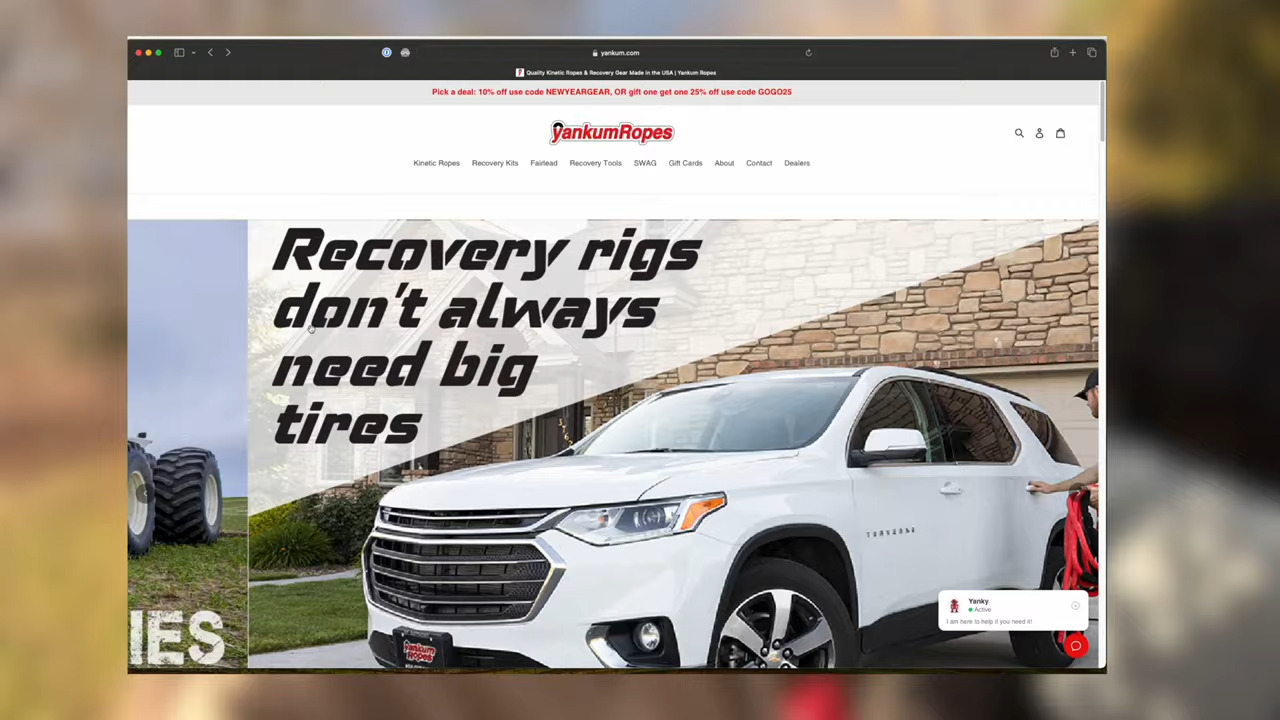 yankum.com
Quality Kinetic Ropes & Recovery Gear Made in the USA | Yankum Ropes
Pick a deal: 10% off use code NEWYEARGEAR, OR gift one get one 25% off use code GOGO25
yankumRopes
Kinetic Ropes Recovery Kits Fairlead Recovery Tools SWAG Gift Cards About Contact Dealers
Recovery rigs
don't always
need big
tires
3762
TRAVERSE
IES
Yanky
Active
I am here to help if you need it!
yankum
Ropes